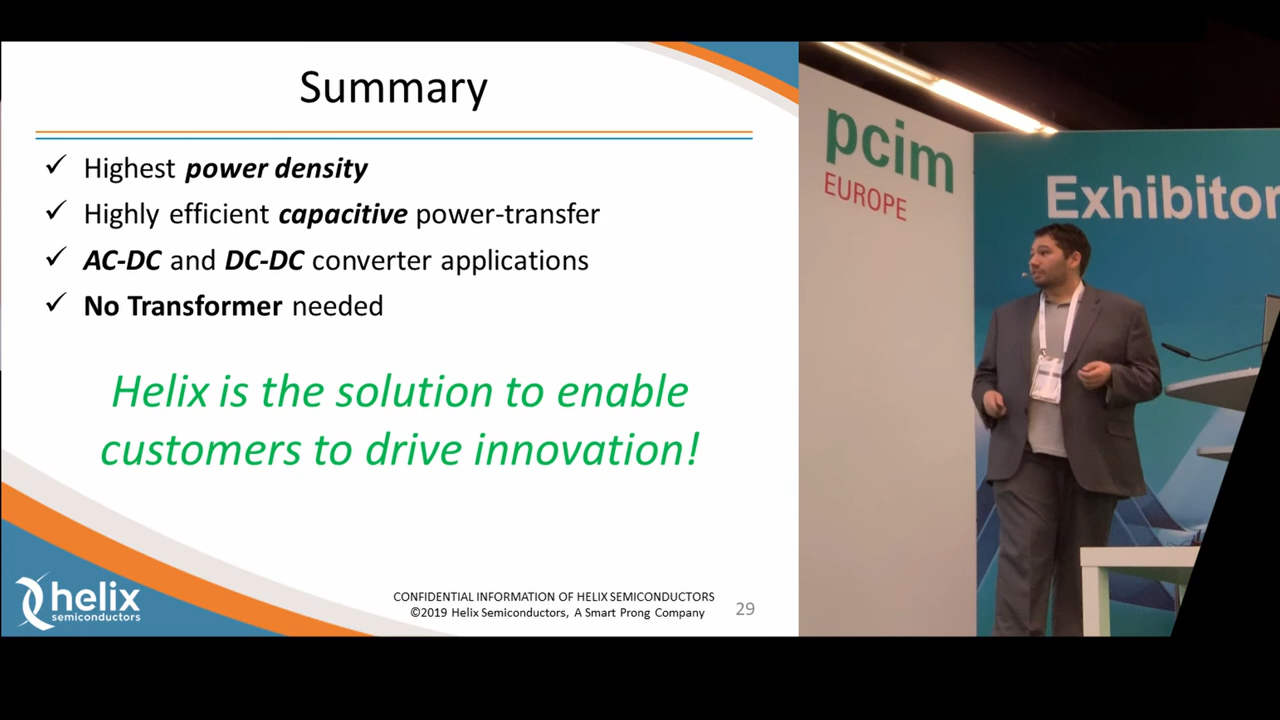 Summary
✓ Highest power density
✓ Highly efficient capacitive power-transfer
✓ AC-DC and DC-DC converter applications
✓ No Transformer needed
Helix is the solution to enable
customers to drive innovation!
helix
semiconductors
CONFIDENTIAL INFORMATION OF HELIX SEMICONDUCTORS
©2019 Helix Semiconductors, A Smart Prong Company
29
pcim
EUROPE
Exhibitor